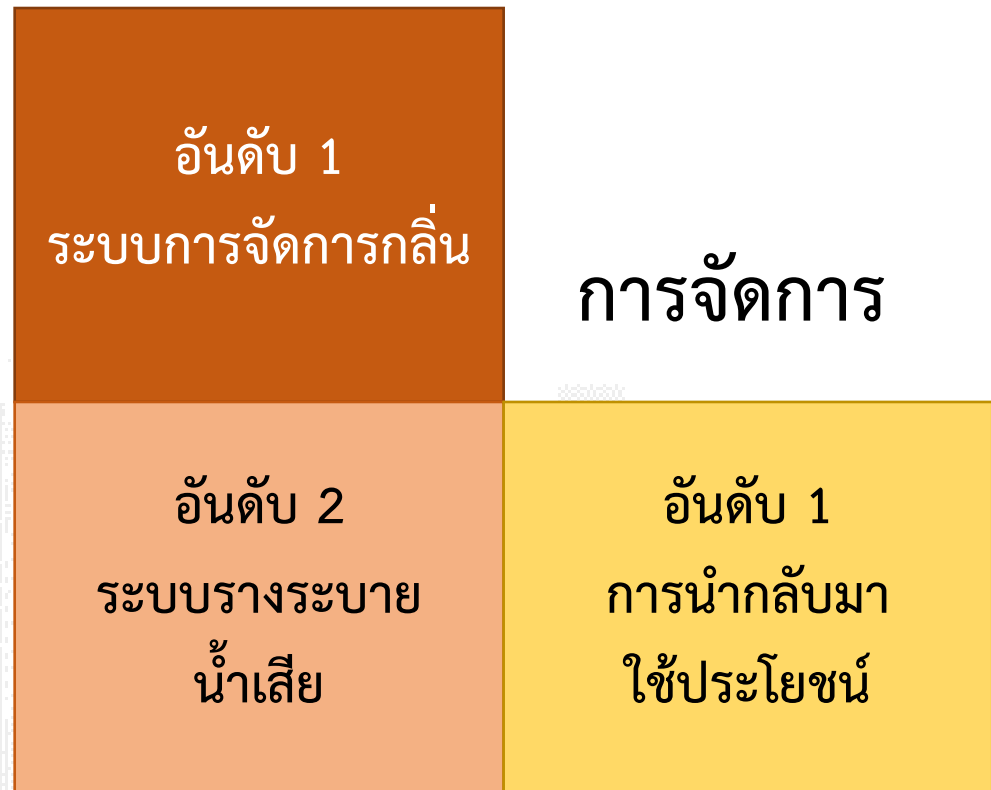 อันดับ 1
ระบบการจัดการกลิ่น
การจัดการ
อันดับ 2
ระบบรางระบาย
น้ำเสีย
อันดับ 1
การนำกลับมา
ใช้ประโยชน์